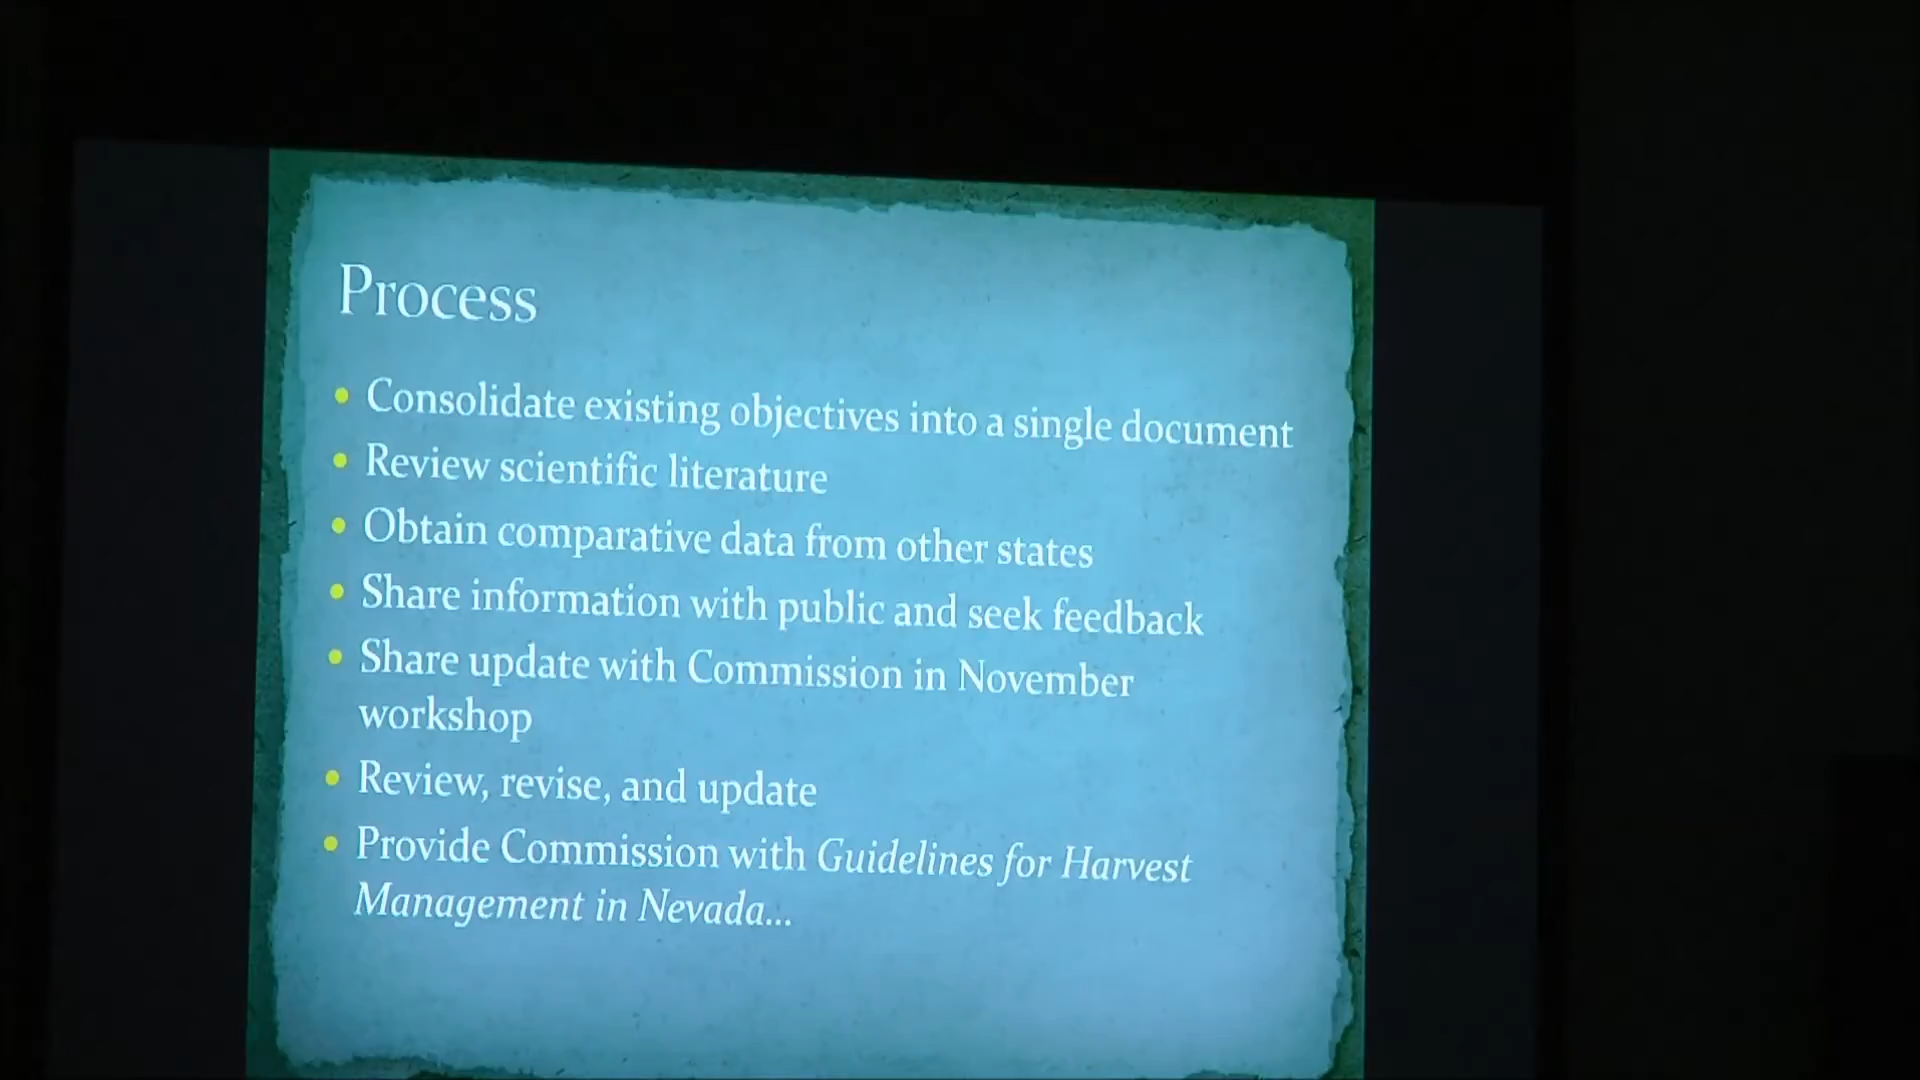 Process
• Consolidate existing objectives into a single document
• Review scientific literature
• Obtain comparative data from other states
• Share information with public and seek feedback
• Share update with Commission in November
workshop
• Review, revise, and update
• Provide Commission with Guidelines for Harvest
Management in Nevada...